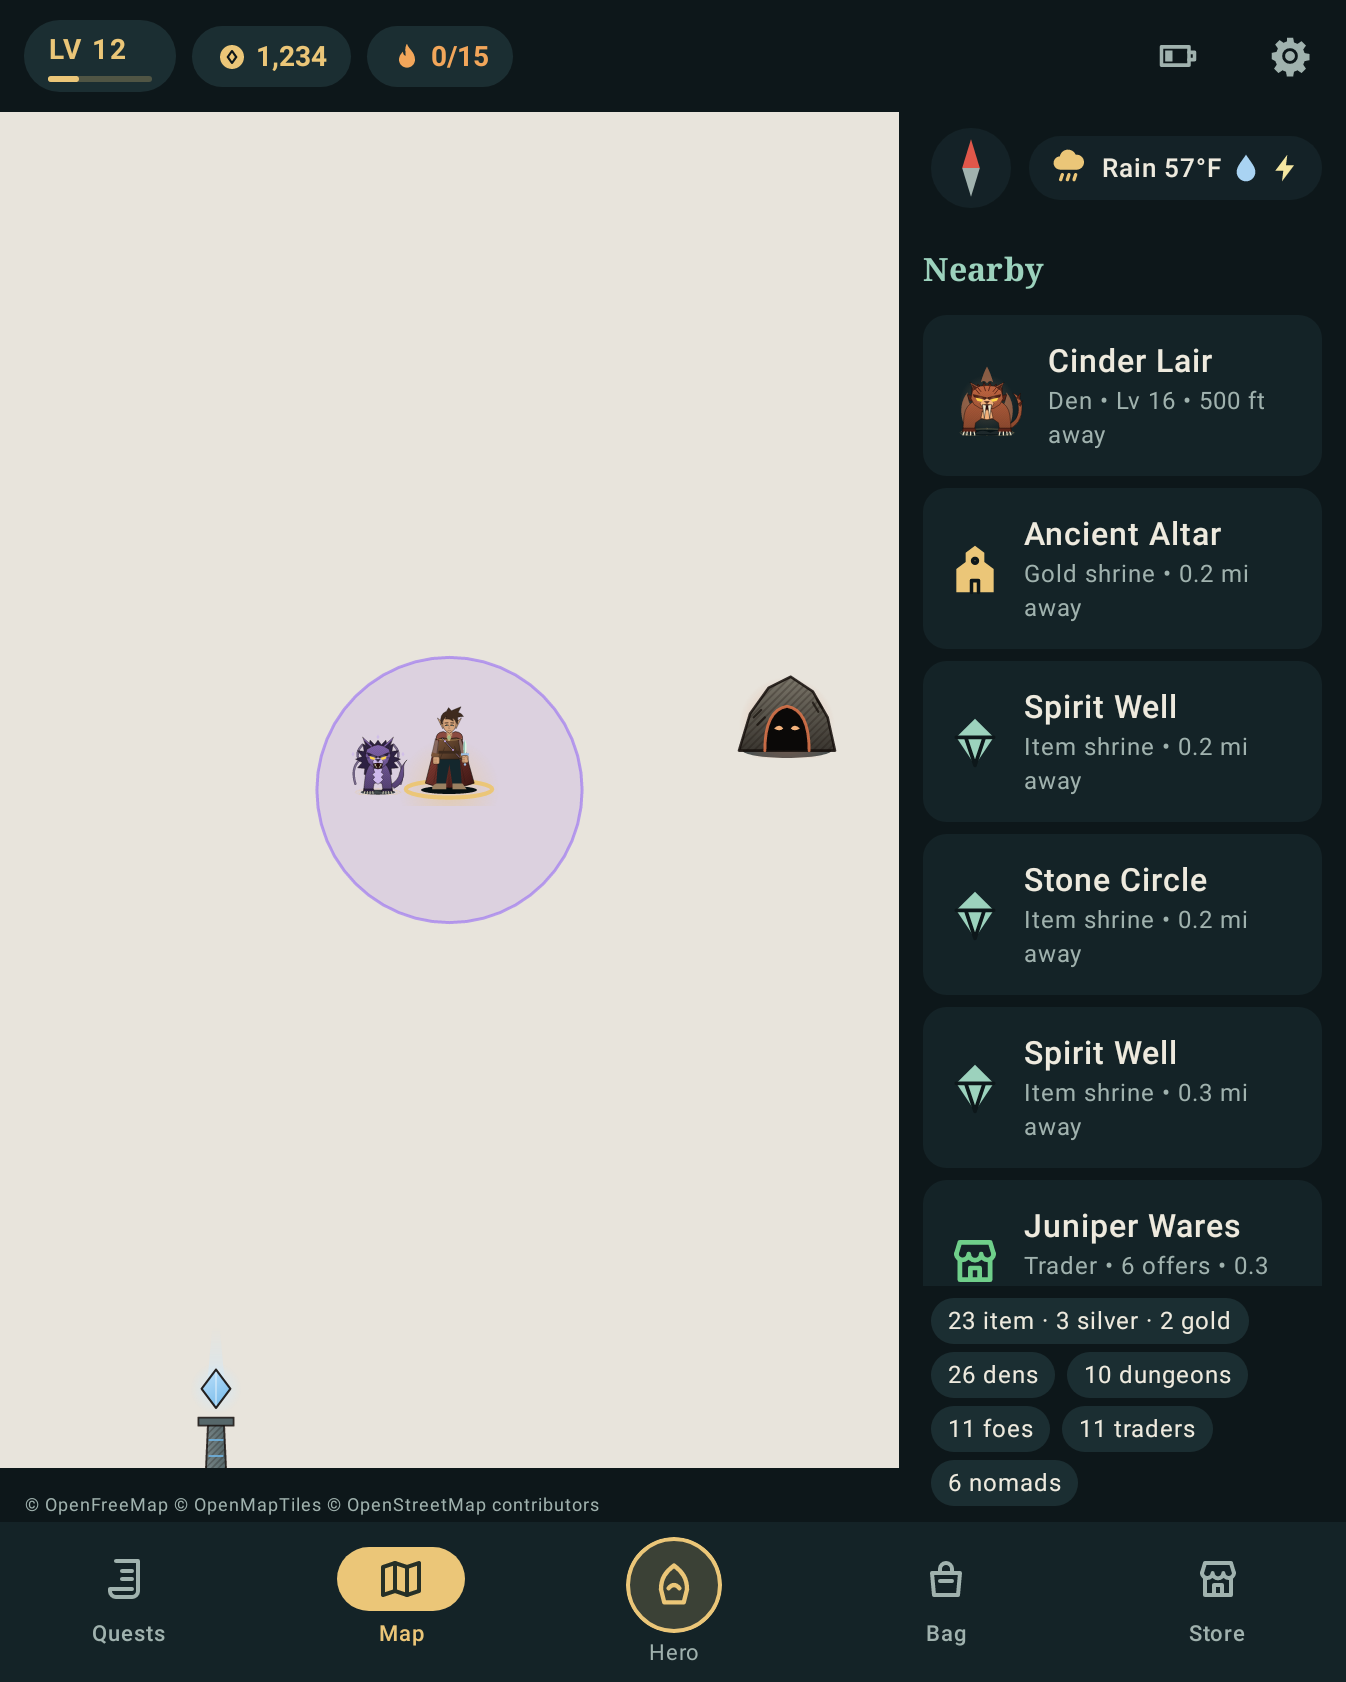 LV 12
1,234
0/15
Rain 57°F
Nearby
Cinder Lair
Den • Lv 16 • 500 ft
away
Ancient Altar
Gold shrine • 0.2 mi
away
Spirit Well
Item shrine • 0.2 mi
away
Stone Circle
Item shrine • 0.2 mi
away
Spirit Well
Item shrine • 0.3 mi
away
Juniper Wares
Trader • 6 offers • 0.3
23 item · 3 silver · 2 gold
26 dens
10 dungeons
11 foes
11 traders
6 nomads
© OpenFreeMap © OpenMapTiles © OpenStreetMap contributors
Quests
Map
Hero
Bag
Store